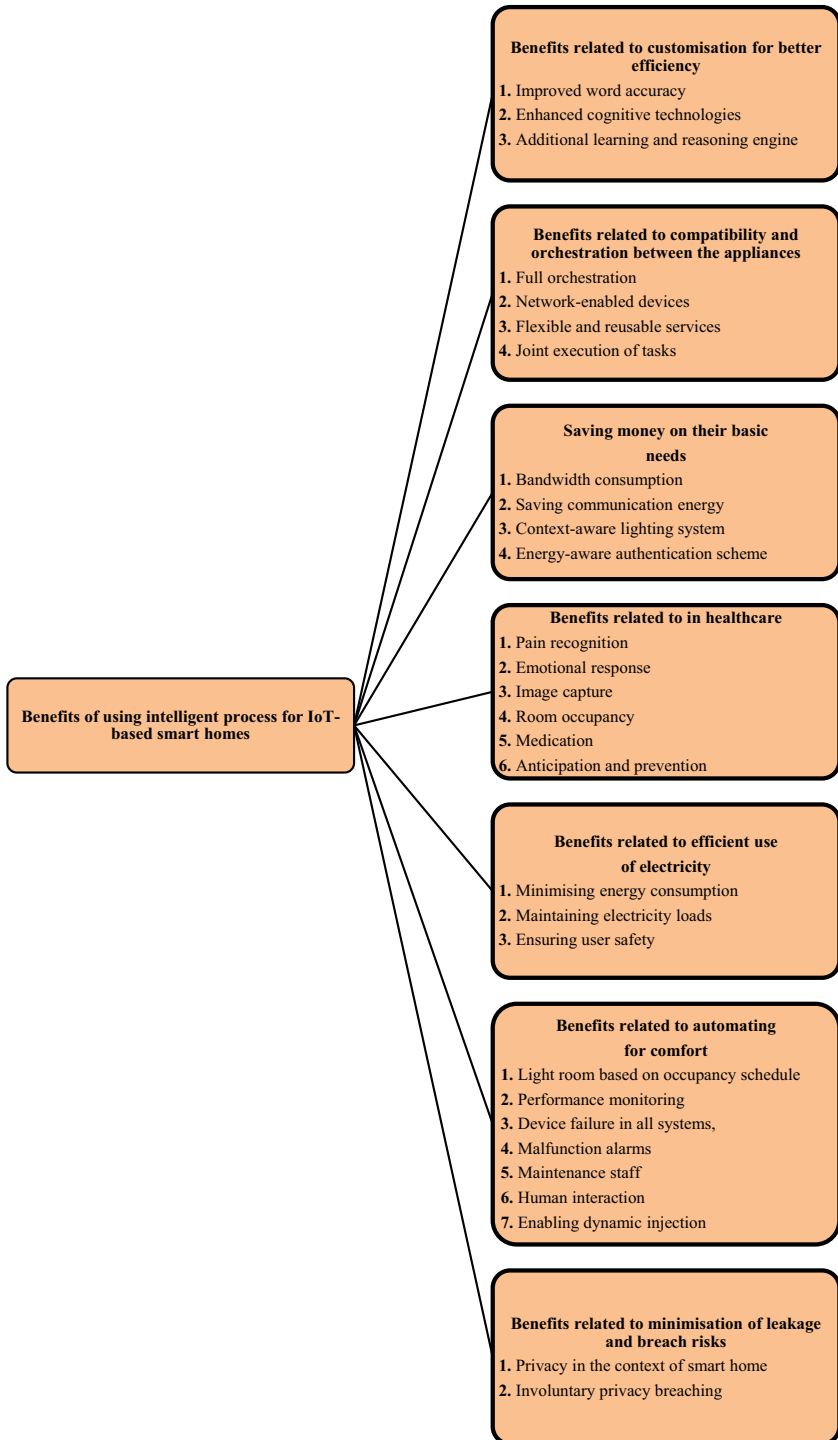 Benefits related to customisation for better
efficiency
1. Improved word accuracy
2. Enhanced cognitive technologies
3. Additional learning and reasoning engine
Benefits related to compatibility and
orchestration between the appliances
1. Full orchestration
2. Network-enabled devices
3. Flexible and reusable services
4. Joint execution of tasks
Saving money on their basic
needs
1. Bandwidth consumption
2. Saving communication energy
3. Context-aware lighting system
4. Energy-aware authentication scheme
Benefits related to in healthcare
1. Pain recognition
2. Emotional response
3. Image capture
4. Room occupancy
5. Medication
6. Anticipation and prevention
Benefits of using intelligent process for IoT-
based smart homes
Benefits related to efficient use
of electricity
1. Minimising energy consumption
2. Maintaining electricity loads
3. Ensuring user safety
Benefits related to automating
for comfort
1. Light room based on occupancy schedule
2. Performance monitoring
3. Device failure in all systems,
4. Malfunction alarms
5. Maintenance staff
6. Human interaction
7. Enabling dynamic injection
Benefits related to minimisation of leakage
and breach risks
1. Privacy in the context of smart home
2. Involuntary privacy breaching